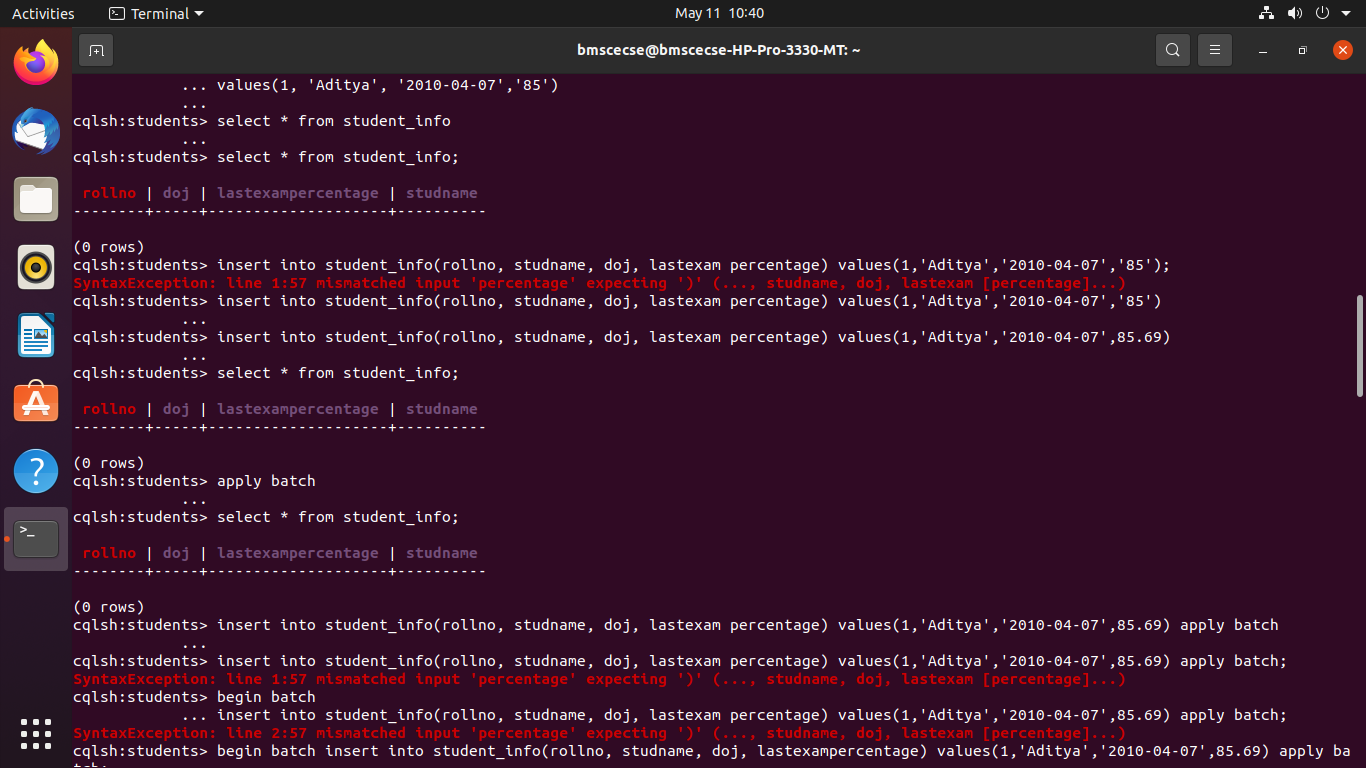 Activities Terminal May 11 10:40
bmscecse@bmscecse-HP-Pro-3330-MT: ~
... values(1, 'Aditya', '2010-04-07','85')
...
cqlsh:students> select * from student_info
...
cqlsh:students> select * from student_info;
rollno | doj | lastexampercentage | studname
--------+-----+--------------------+----------
(0 rows)
cqlsh:students> insert into student_info(rollno, studname, doj, lastexam percentage) values(1,'Aditya','2010-04-07','85');
SyntaxException: line 1:57 mismatched input 'percentage' expecting ')' (..., studname, doj, lastexam [percentage]...)
cqlsh:students> insert into student_info(rollno, studname, doj, lastexam percentage) values(1,'Aditya','2010-04-07','85')
...
cqlsh:students> insert into student_info(rollno, studname, doj, lastexam percentage) values(1,'Aditya','2010-04-07',85.69)
...
cqlsh:students> select * from student_info;
rollno | doj | lastexampercentage | studname
--------+-----+--------------------+----------
(0 rows)
cqlsh:students> apply batch
...
cqlsh:students> select * from student_info;
rollno | doj | lastexampercentage | studname
--------+-----+--------------------+----------
(0 rows)
cqlsh:students> insert into student_info(rollno, studname, doj, lastexam percentage) values(1,'Aditya','2010-04-07',85.69) apply batch
...
cqlsh:students> insert into student_info(rollno, studname, doj, lastexam percentage) values(1,'Aditya','2010-04-07',85.69) apply batch;
SyntaxException: line 1:57 mismatched input 'percentage' expecting ')' (..., studname, doj, lastexam [percentage]...)
cqlsh:students> begin batch
... insert into student_info(rollno, studname, doj, lastexam percentage) values(1,'Aditya','2010-04-07',85.69) apply batch;
SyntaxException: line 2:57 mismatched input 'percentage' expecting ')' (..., studname, doj, lastexam [percentage]...)
cqlsh:students> begin batch insert into student_info(rollno, studname, doj, lastexampercentage) values(1,'Aditya','2010-04-07',85.69) apply ba
tch;